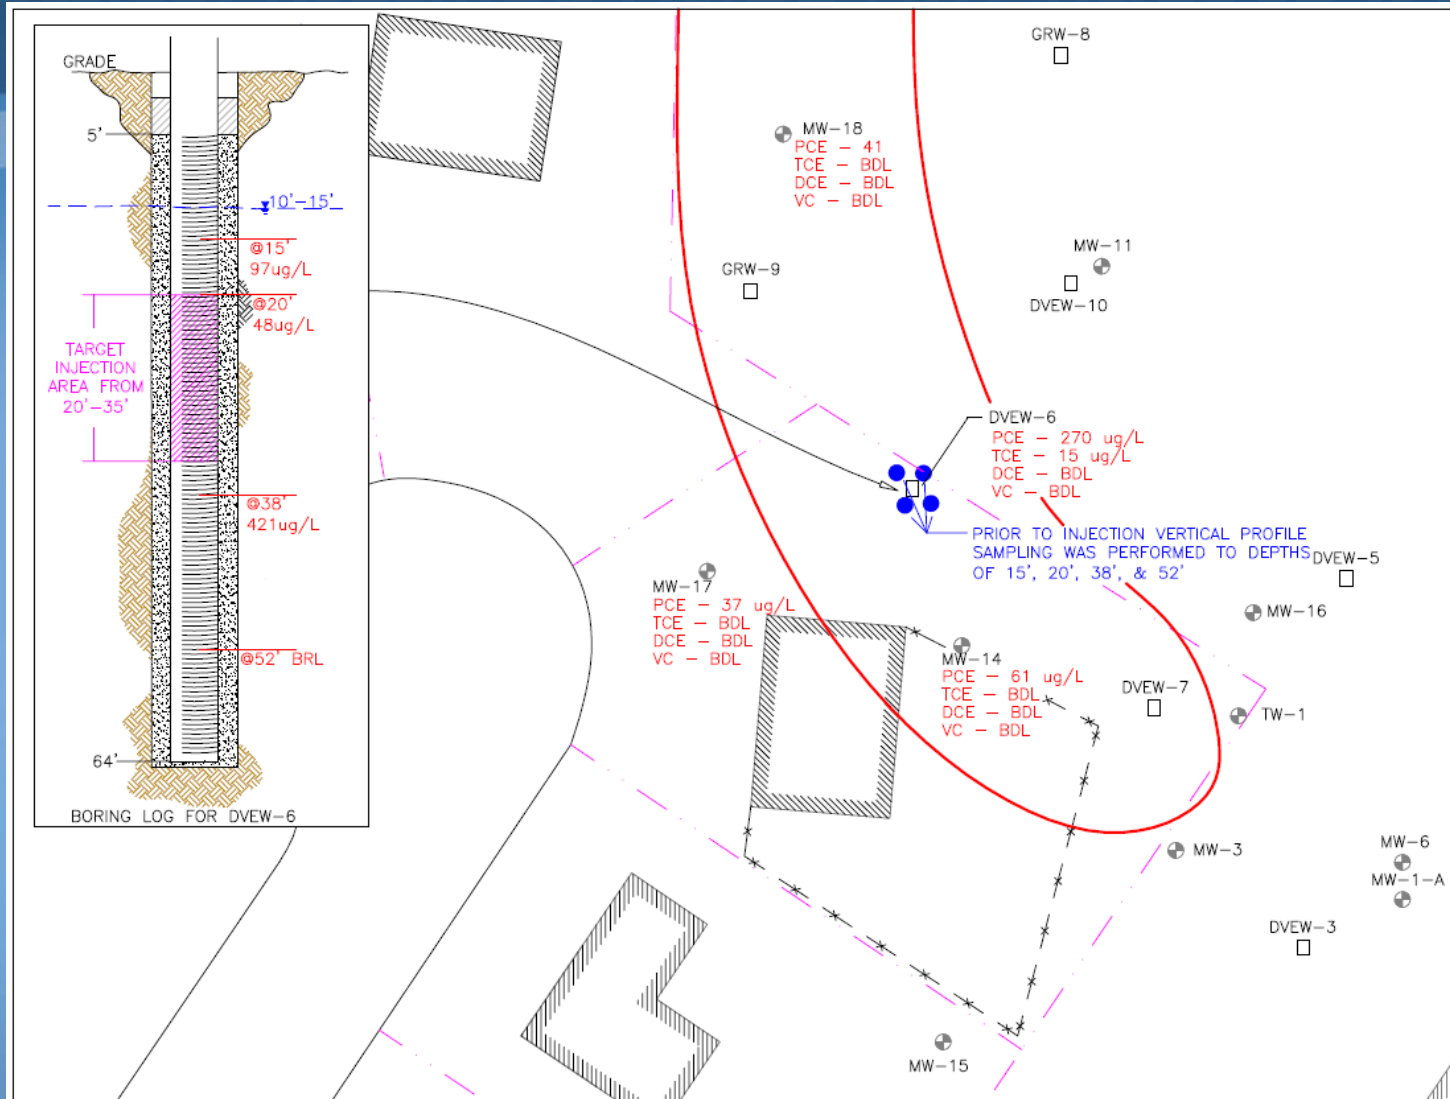 GRADE
5'
10'-15'
@15'
97ug/L
@20'
48ug/L
TARGET
INJECTION
AREA FROM
20'-35'
@38'
421ug/L
@52' BRL
64'
BORING LOG FOR DVEW-6
GRW-8
MW-18
PCE - 41
TCE - BDL
DCE - BDL
VC - BDL
MW-11
GRW-9
DVEW-10
DVEW-6
PCE - 270 ug/L
TCE - 15 ug/L
DCE - BDL
VC - BDL
PRIOR TO INJECTION VERTICAL PROFILE
SAMPLING WAS PERFORMED TO DEPTHS
OF 15', 20', 38', & 52'
DVEW-5
MW-17
PCE - 37 ug/L
TCE - BDL
DCE - BDL
VC - BDL
MW-16
MW-14
PCE - 61 ug/L
TCE - BDL
DCE - BDL
VC - BDL
DVEW-7
TW-1
MW-3
MW-6
MW-1-A
DVEW-3
MW-15